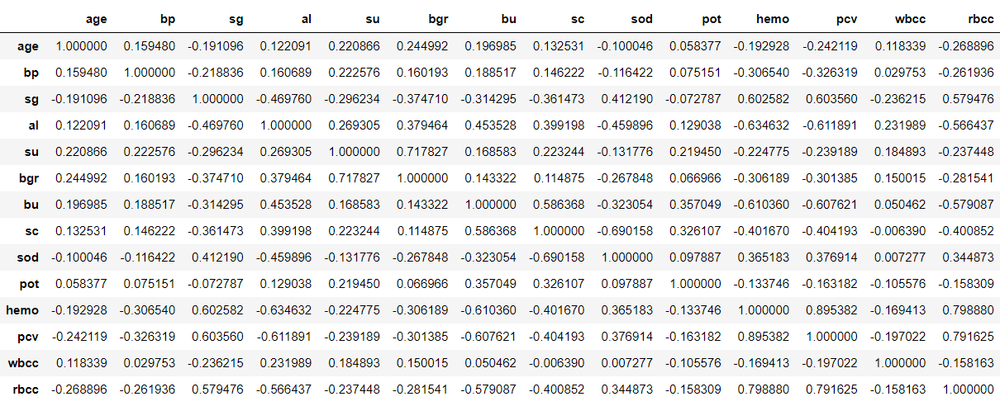 age bp sg al su bgr bu sc sod pot hemo pcv wbcc rbcc
age 1.000000 0.159480 -0.191096 0.122091 0.220866 0.244992 0.196985 0.132531 -0.100046 0.058377 -0.192928 -0.242119 0.118339 -0.268896
bp 0.159480 1.000000 -0.218836 0.160689 0.222576 0.160193 0.188517 0.146222 -0.116422 0.075151 -0.306540 -0.326319 0.029753 -0.261936
sg -0.191096 -0.218836 1.000000 -0.469760 -0.296234 -0.374710 -0.314295 -0.361473 0.412190 -0.072787 0.602582 0.603560 -0.236215 0.579476
al 0.122091 0.160689 -0.469760 1.000000 0.269305 0.379464 0.453528 0.399198 -0.459896 0.129038 -0.634632 -0.611891 0.231989 -0.566437
su 0.220866 0.222576 -0.296234 0.269305 1.000000 0.717827 0.168583 0.223244 -0.131776 0.219450 -0.224775 -0.239189 0.184893 -0.237448
bgr 0.244992 0.160193 -0.374710 0.379464 0.717827 1.000000 0.143322 0.114875 -0.267848 0.066966 -0.306189 -0.301385 0.150015 -0.281541
bu 0.196985 0.188517 -0.314295 0.453528 0.168583 0.143322 1.000000 0.586368 -0.323054 0.357049 -0.610360 -0.607621 0.050462 -0.579087
sc 0.132531 0.146222 -0.361473 0.399198 0.223244 0.114875 0.586368 1.000000 -0.690158 0.326107 -0.401670 -0.404193 -0.006390 -0.400852
sod -0.100046 -0.116422 0.412190 -0.459896 -0.131776 -0.267848 -0.323054 -0.690158 1.000000 0.097887 0.365183 0.376914 0.007277 0.344873
pot 0.058377 0.075151 -0.072787 0.129038 0.219450 0.066966 0.357049 0.326107 0.097887 1.000000 -0.133746 -0.163182 -0.105576 -0.158309
hemo -0.192928 -0.306540 0.602582 -0.634632 -0.224775 -0.306189 -0.610360 -0.401670 0.365183 -0.133746 1.000000 0.895382 -0.169413 0.798880
pcv -0.242119 -0.326319 0.603560 -0.611891 -0.239189 -0.301385 -0.607621 -0.404193 0.376914 -0.163182 0.895382 1.000000 -0.197022 0.791625
wbcc 0.118339 0.029753 -0.236215 0.231989 0.184893 0.150015 0.050462 -0.006390 0.007277 -0.105576 -0.169413 -0.197022 1.000000 -0.158163
rbcc -0.268896 -0.261936 0.579476 -0.566437 -0.237448 -0.281541 -0.579087 -0.400852 0.344873 -0.158309 0.798880 0.791625 -0.158163 1.000000